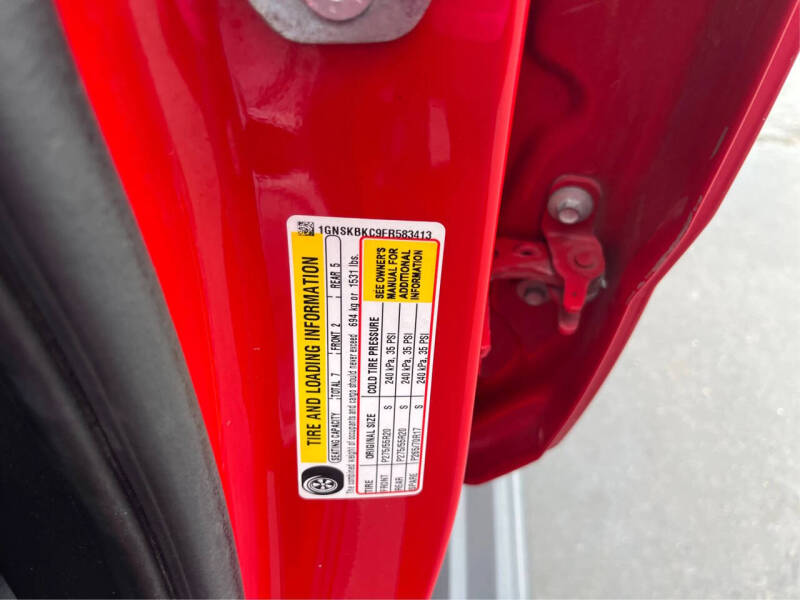 1GNSKBKC9FR583413
TIRE AND LOADING INFORMATION
SEATING CAPACITY TOTAL 7 FRONT 2 REAR 5
The combined weight of occupants and cargo should never exceed 694 kg or 1531 lbs.
TIRE ORIGINAL SIZE COLD TIRE PRESSURE
FRONT P275/55R20 S 240 kPa, 35 PSI
REAR P275/55R20 S 240 kPa, 35 PSI
SPARE P265/70R17 S 240 kPa, 35 PSI
SEE OWNER'S
MANUAL FOR
ADDITIONAL
INFORMATION